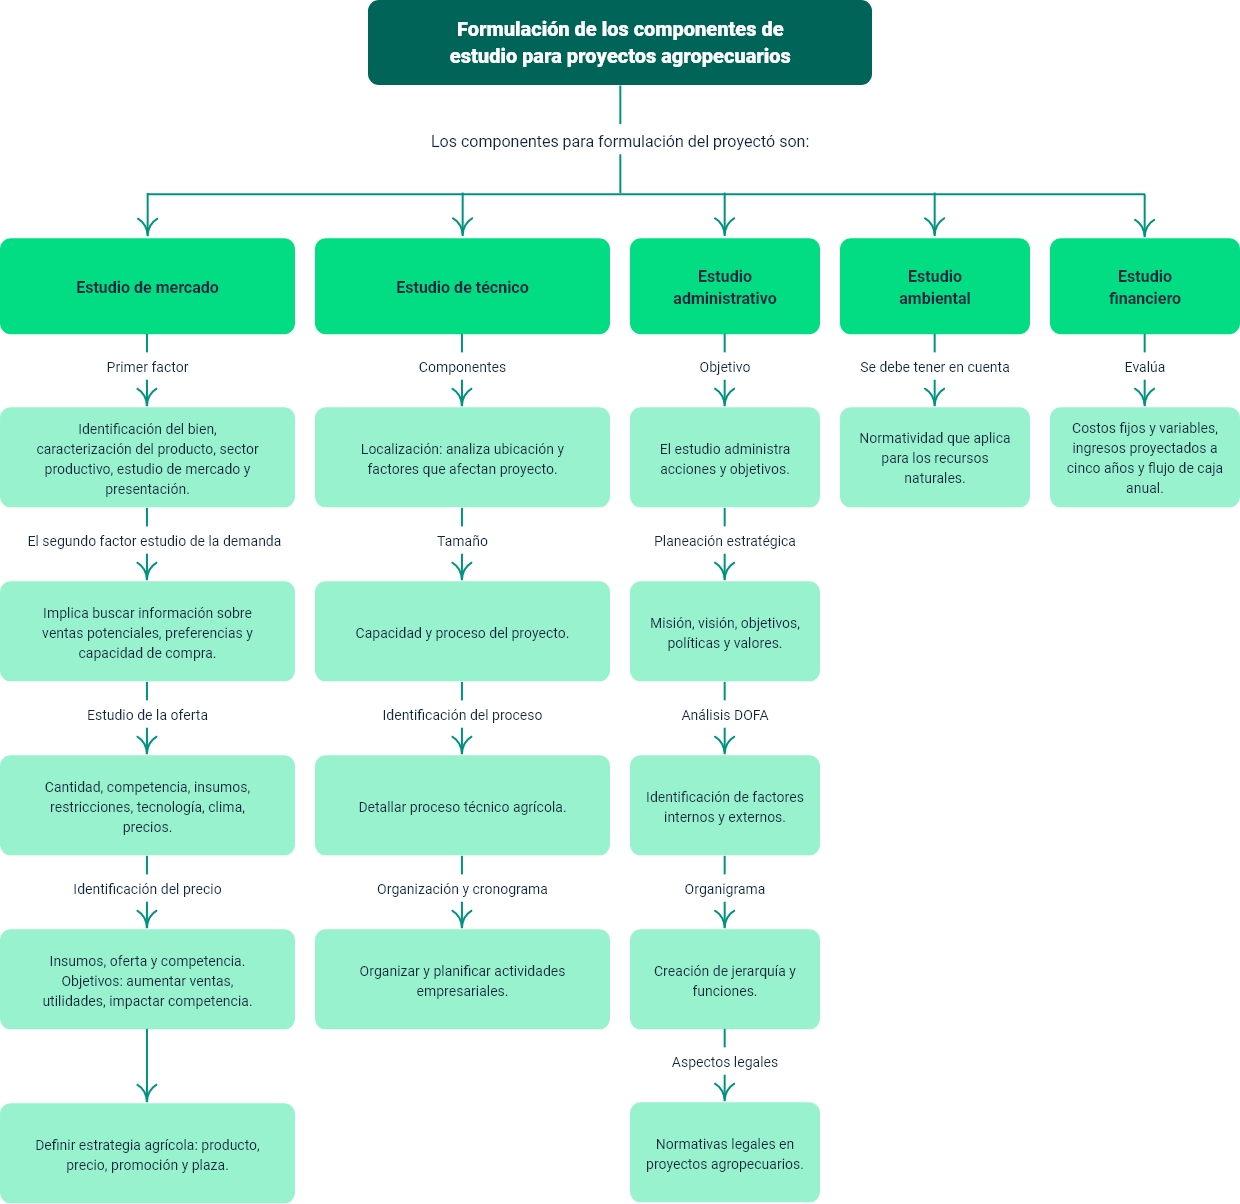 Formulación de los componentes de
estudio para proyectos agropecuarios
Los componentes para formulación del proyectó son:
Estudio de mercado
Primer factor
Identificación del bien,
caracterización del producto, sector
productivo, estudio de mercado y
presentación.
El segundo factor estudio de la demanda
Implica buscar información sobre
ventas potenciales, preferencias y
capacidad de compra.
Estudio de la oferta
Cantidad, competencia, insumos,
restricciones, tecnología, clima,
precios.
Identificación del precio
Insumos, oferta y competencia.
Objetivos: aumentar ventas,
utilidades, impactar competencia.
Definir estrategia agrícola: producto,
precio, promoción y plaza.
Estudio de técnico
Componentes
Localización: analiza ubicación y
factores que afectan proyecto.
Tamaño
Capacidad y proceso del proyecto.
Identificación del proceso
Detallar proceso técnico agrícola.
Organización y cronograma
Organizar y planificar actividades
empresariales.
Estudio
administrativo
Objetivo
El estudio administra
acciones y objetivos.
Planeación estratégica
Misión, visión, objetivos,
políticas y valores.
Análisis DOFA
Identificación de factores
internos y externos.
Organigrama
Creación de jerarquía y
funciones.
Aspectos legales
Normativas legales en
proyectos agropecuarios.
Estudio
ambiental
Se debe tener en cuenta
Normatividad que aplica
para los recursos
naturales.
Estudio
financiero
Evalúa
Costos fijos y variables,
ingresos proyectados a
cinco años y flujo de caja
anual.